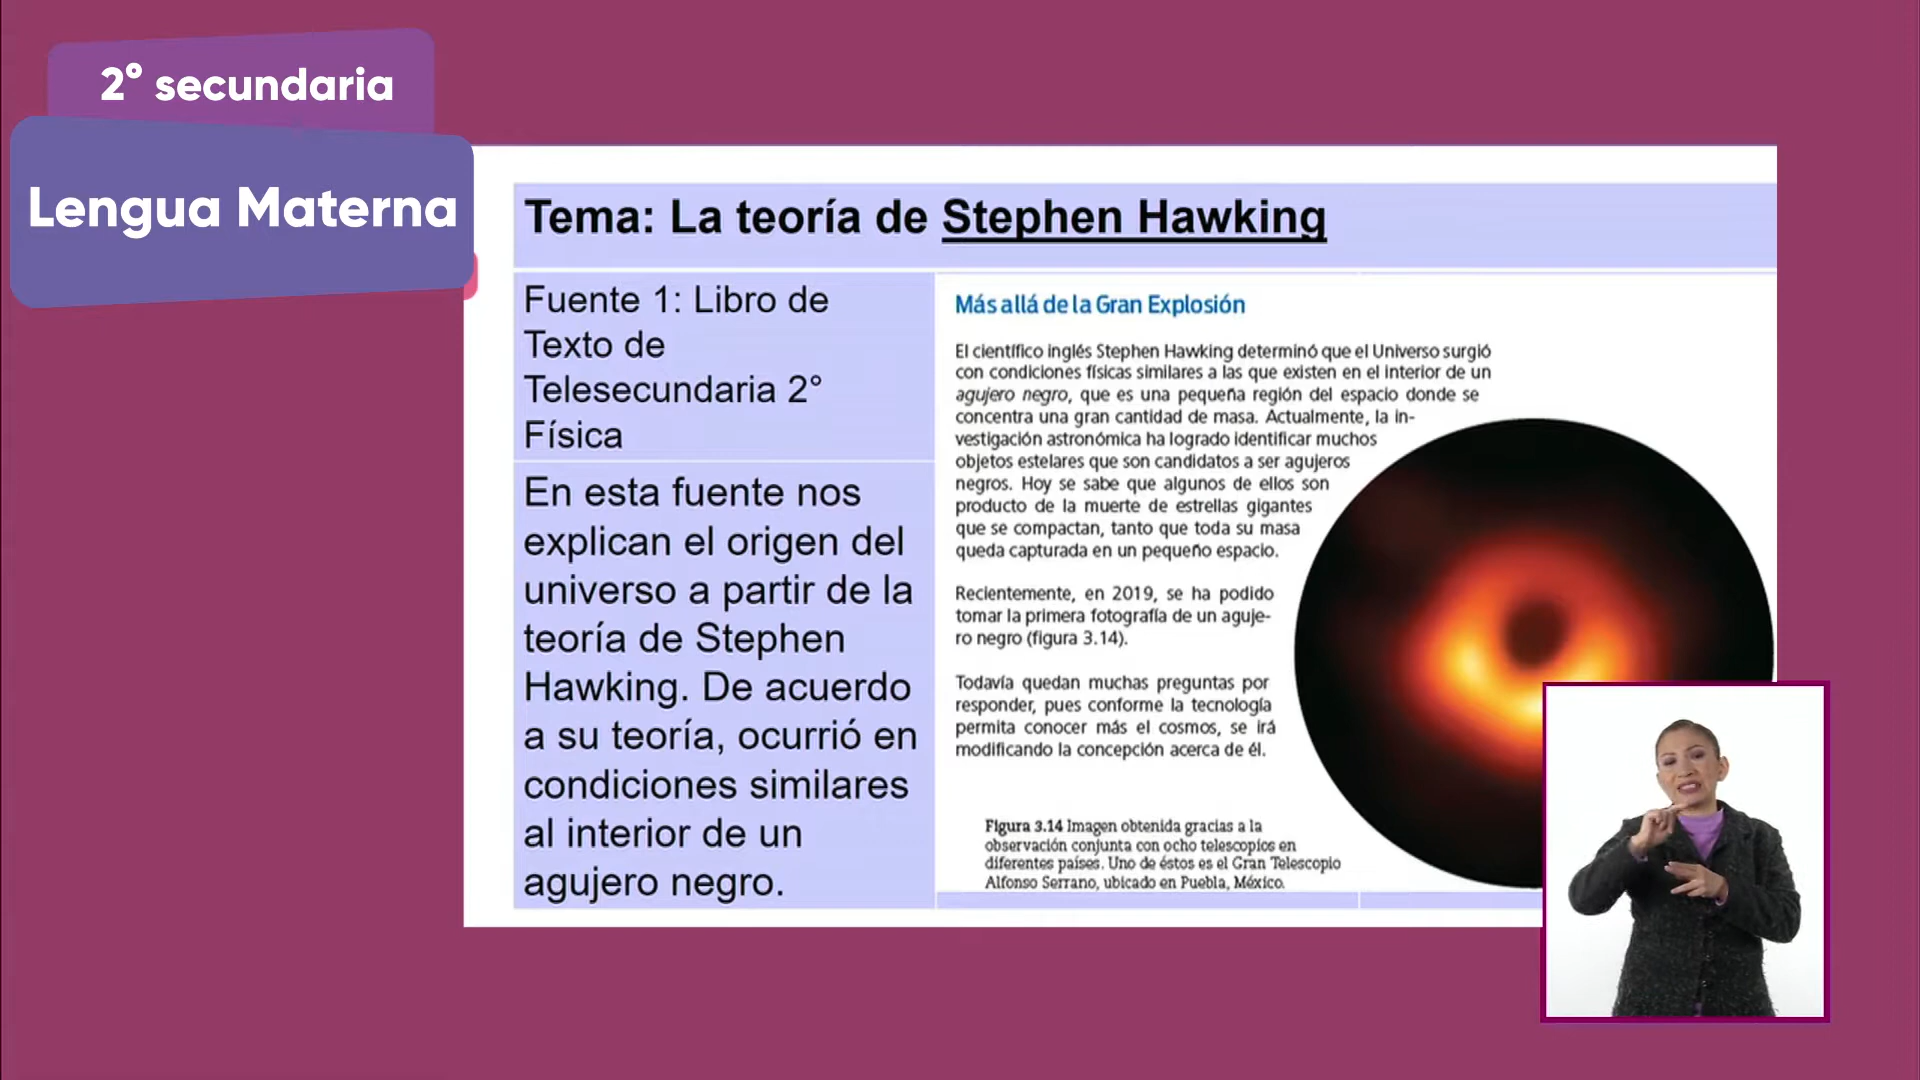 2° secundaria
Lengua Materna
Tema: La teoría de Stephen Hawking
Fuente 1: Libro de
Texto de
Telesecundaria 2°
Física
En esta fuente nos
explican el origen del
universo a partir de la
teoría de Stephen
Hawking. De acuerdo
a su teoría, ocurrió en
condiciones similares
al interior de un
agujero negro.
Más allá de la Gran Explosión
El científico inglés Stephen Hawking determinó que el Universo surgió
con condiciones físicas similares a las que existen en el interior de un
agujero negro, que es una pequeña región del espacio donde se
concentra una gran cantidad de masa. Actualmente, la in-
vestigación astronómica ha logrado identificar muchos
objetos estelares que son candidatos a ser agujeros
negros. Hoy se sabe que algunos de ellos son
producto de la muerte de estrellas gigantes
que se compactan, tanto que toda su masa
queda capturada en un pequeño espacio.
Recientemente, en 2019, se ha podido
tomar la primera fotografía de un aguje-
ro negro (figura 3.14).
Todavía quedan muchas preguntas por
responder, pues conforme la tecnología
permita conocer más el cosmos, se irá
modificando la concepción acerca de él.
Figura 3.14 Imagen obtenida gracias a la
observación conjunta con ocho telescopios en
diferentes países. Uno de éstos es el Gran Telescopio
Alfonso Serrano, ubicado en Puebla, México.